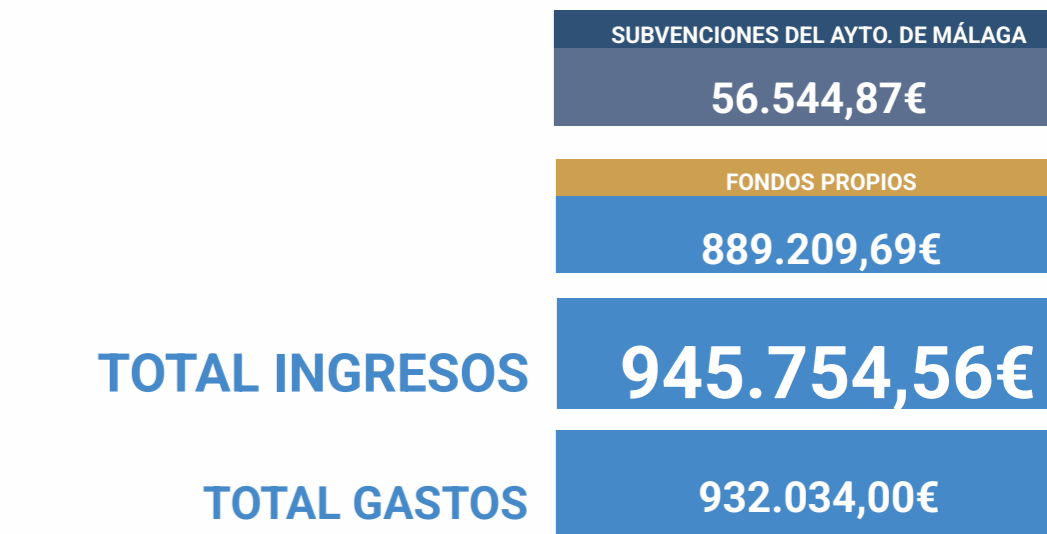 SUBVENCIONES DEL AYTO. DE MÁLAGA
56.544,87€
FONDOS PROPIOS
889.209,69€
TOTAL INGRESOS 945.754,56€
TOTAL GASTOS 932.034,00€